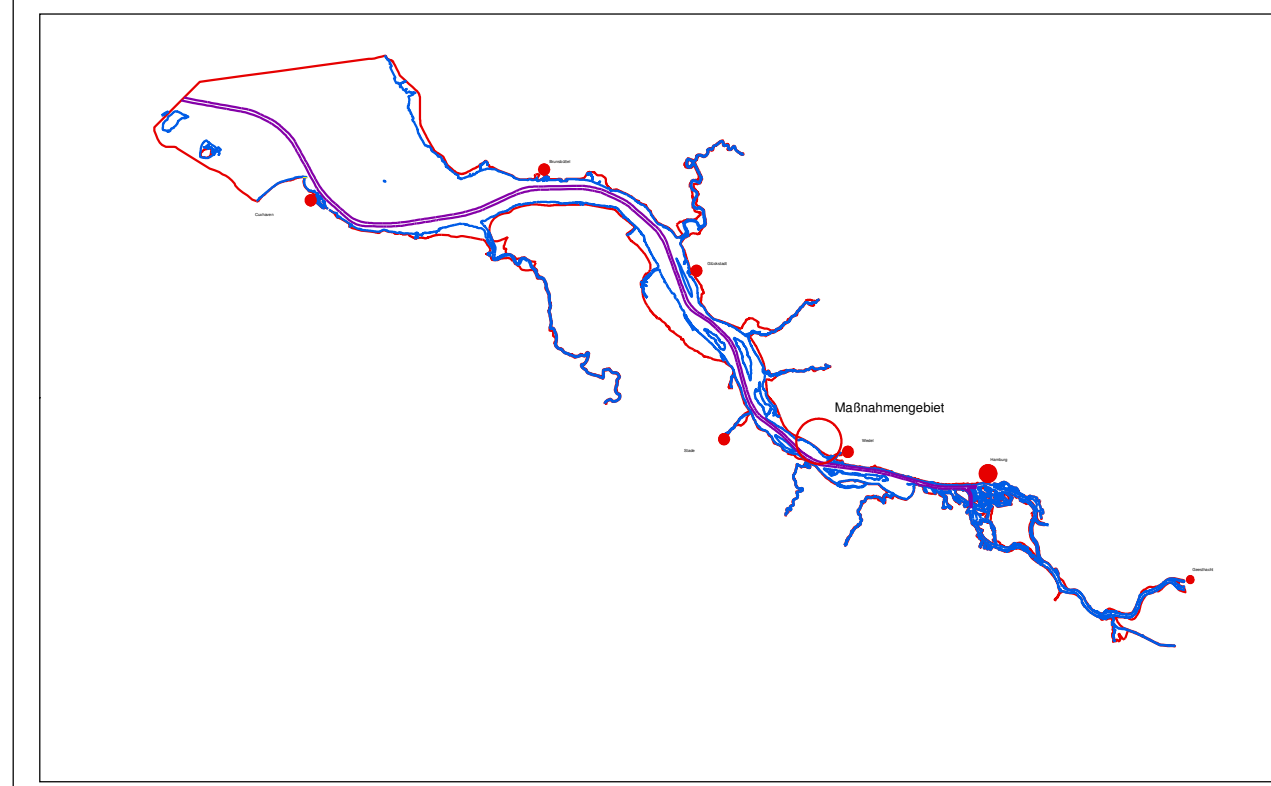 Brunsbüttel
Cuxhaven
Glückstadt
Maßnahmengebiet
Stade
Wedel
Hamburg
Geesthacht